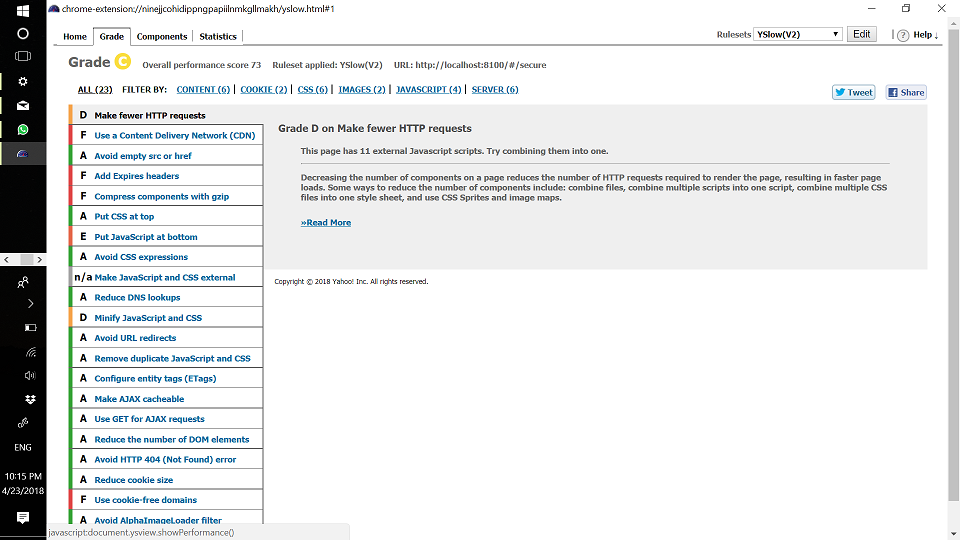 chrome-extension://ninejjcohidippngpapiilnmkgllmakh/yslow.html#1
Home Grade Components Statistics Rulesets YSlow(V2) Edit Help ↓
Grade C Overall performance score 73 Ruleset applied: YSlow(V2) URL: http://localhost:8100/#/secure
ALL (23) FILTER BY: CONTENT (6) | COOKIE (2) | CSS (6) | IMAGES (2) | JAVASCRIPT (4) | SERVER (6)
Tweet Share
D Make fewer HTTP requests
F Use a Content Delivery Network (CDN)
A Avoid empty src or href
F Add Expires headers
F Compress components with gzip
A Put CSS at top
E Put JavaScript at bottom
A Avoid CSS expressions
n/a Make JavaScript and CSS external
A Reduce DNS lookups
D Minify JavaScript and CSS
A Avoid URL redirects
A Remove duplicate JavaScript and CSS
A Configure entity tags (ETags)
A Make AJAX cacheable
A Use GET for AJAX requests
A Reduce the number of DOM elements
A Avoid HTTP 404 (Not Found) error
A Reduce cookie size
F Use cookie-free domains
A Avoid AlphaImageLoader filter
Grade D on Make fewer HTTP requests
This page has 11 external Javascript scripts. Try combining them into one.
Decreasing the number of components on a page reduces the number of HTTP requests required to render the page, resulting in faster page
loads. Some ways to reduce the number of components include: combine files, combine multiple scripts into one script, combine multiple CSS
files into one style sheet, and use CSS Sprites and image maps.
»Read More
Copyright © 2018 Yahoo! Inc. All rights reserved.
javascript:document.ysview.showPerformance()
ENG
10:15 PM
4/23/2018